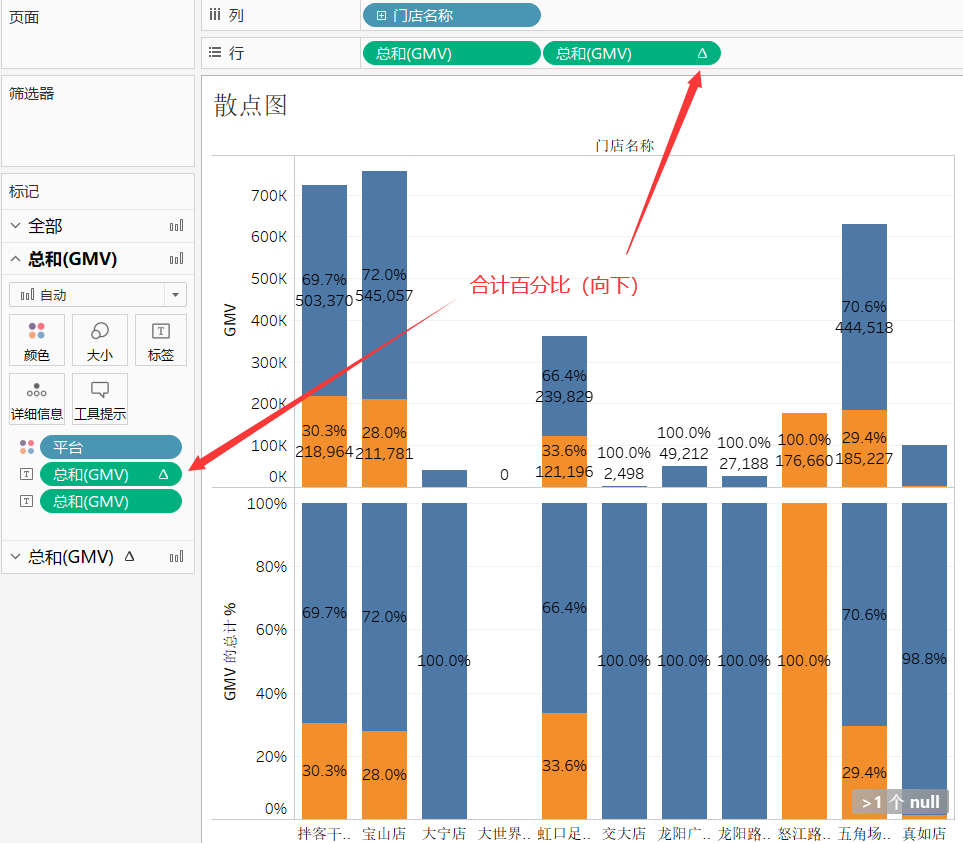 页面
列
门店名称
行
总和(GMV)
总和(GMV) Δ
筛选器
散点图
门店名称
标记
全部
总和(GMV)
自动
颜色
大小
标签
详细信息
工具提示
平台
总和(GMV) Δ
总和(GMV)
总和(GMV) Δ
合计百分比（向下）
GMV
700K
600K
500K
400K
300K
200K
100K
0K
69.7%
503,370
30.3%
218,964
72.0%
545,057
28.0%
211,781
0
66.4%
239,829
33.6%
121,196
100.0%
2,498
100.0%
49,212
100.0%
27,188
100.0%
176,660
70.6%
444,518
29.4%
185,227
GMV 的总计 %
100%
80%
60%
40%
20%
0%
69.7%
30.3%
72.0%
28.0%
100.0%
66.4%
33.6%
100.0%
100.0%
100.0%
100.0%
70.6%
29.4%
98.8%
>1 个 null
拌客干..
宝山店
大宁店
大世界..
虹口足..
交大店
龙阳广..
龙阳路..
怒江路..
五角场..
真如店